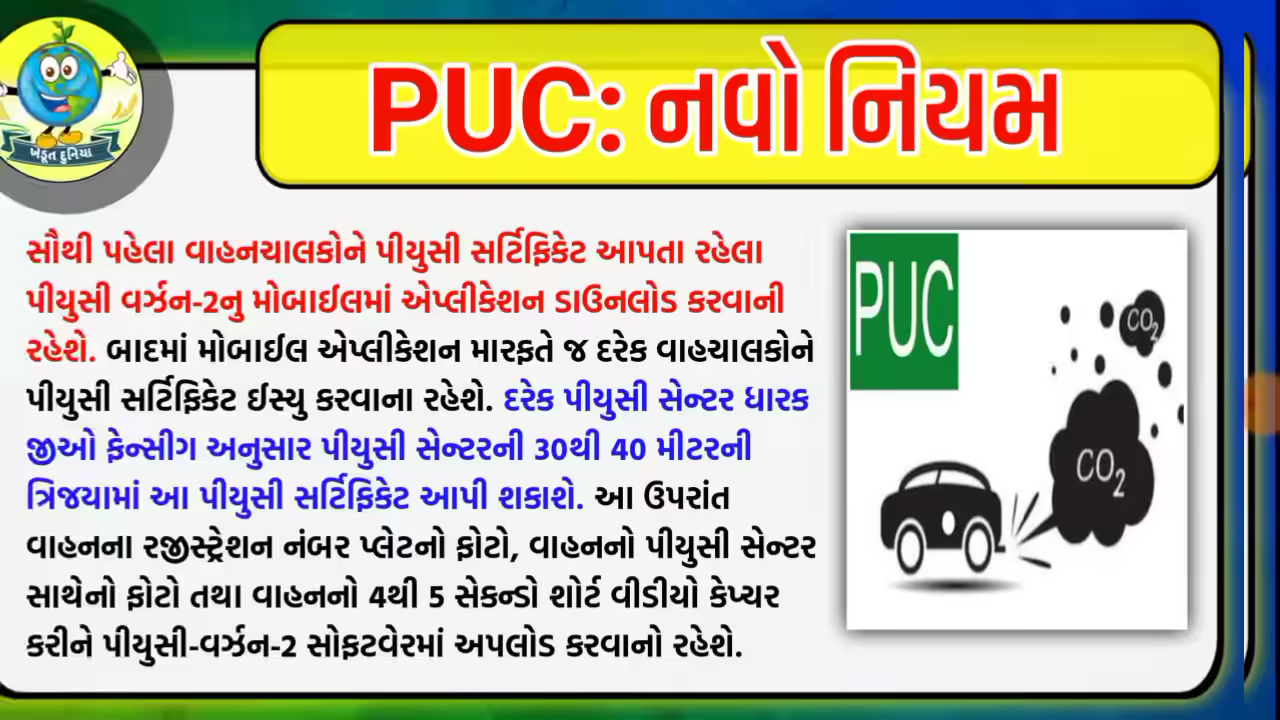 PUC: નવો નિયમ
ખેડૂત દુનિયા
સૌથી પહેલા વાહનચાલકોને પીયુસી સર્ટિફિકેટ આપતા રહેલા
પીયુસી વર્ઝન-2નુ મોબાઈલમાં એપ્લીકેશન ડાઉનલોડ કરવાની
રહેશે. બાદમાં મોબાઈલ એપ્લીકેશન મારફતે જ દરેક વાહચાલકોને
પીયુસી સર્ટિફિકેટ ઈસ્યુ કરવાના રહેશે. દરેક પીયુસી સેન્ટર ધારક
જીઓ ફેન્સીગ અનુસાર પીયુસી સેન્ટરની 30થી 40 મીટરની
ત્રિજયામાં આ પીયુસી સર્ટિફિકેટ આપી શકાશે. આ ઉપરાંત
વાહનના રજીસ્ટ્રેશન નંબર પ્લેટનો ફોટો, વાહનનો પીયુસી સેન્ટર
સાથેનો ફોટો તથા વાહનનો 4થી 5 સેકન્ડો શોર્ટ વીડીયો કેપ્ચર
કરીને પીયુસી-વર્ઝન-2 સોફટવેરમાં અપલોડ કરવાનો રહેશે.
PUC
CO₂
CO₂